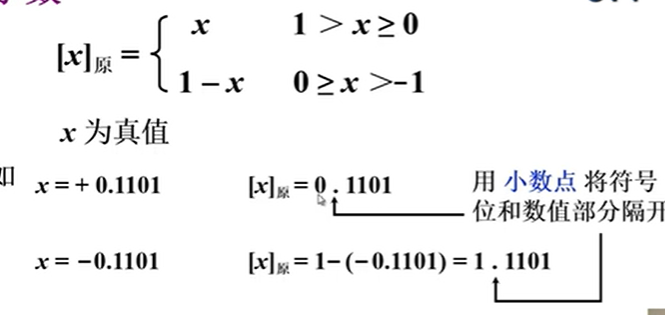 [x]原 = { x 1 > x ≥ 0
1 − x 0 ≥ x >−1
x 为真值
如 x = + 0.1101 [x]原 = 0 . 1101
用 小数点 将符号
位和数值部分隔开
x = −0.1101 [x]原 = 1−(−0.1101) = 1 . 1101